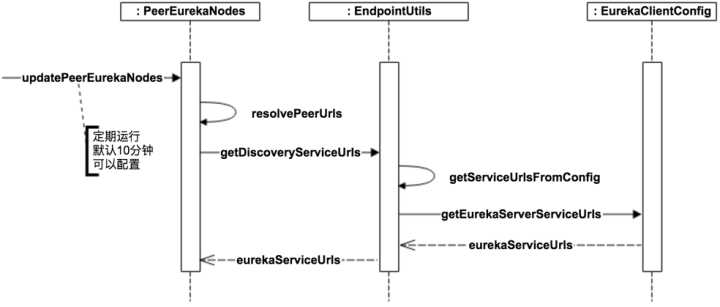 : PeerEurekaNodes
: EndpointUtils
: EurekaClientConfig
updatePeerEurekaNodes
定期运行
默认10分钟
可以配置
resolvePeerUrls
getDiscoveryServiceUrls
getServiceUrlsFromConfig
getEurekaServerServiceUrls
eurekaServiceUrls
eurekaServiceUrls